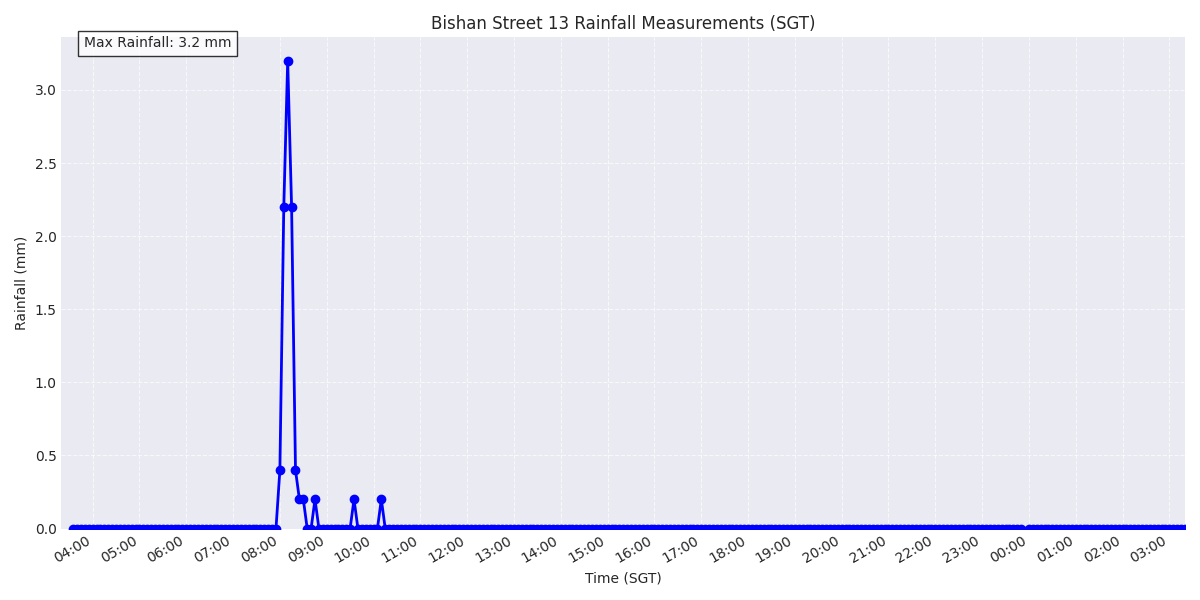 Bishan Street 13 Rainfall Measurements (SGT)
Max Rainfall: 3.2 mm
Rainfall (mm)
3.0
2.5
2.0
1.5
1.0
0.5
0.0
04:00 05:00 06:00 07:00 08:00 09:00 10:00 11:00 12:00 13:00 14:00 15:00 16:00 17:00 18:00 19:00 20:00 21:00 22:00 23:00 00:00 01:00 02:00 03:00
Time (SGT)